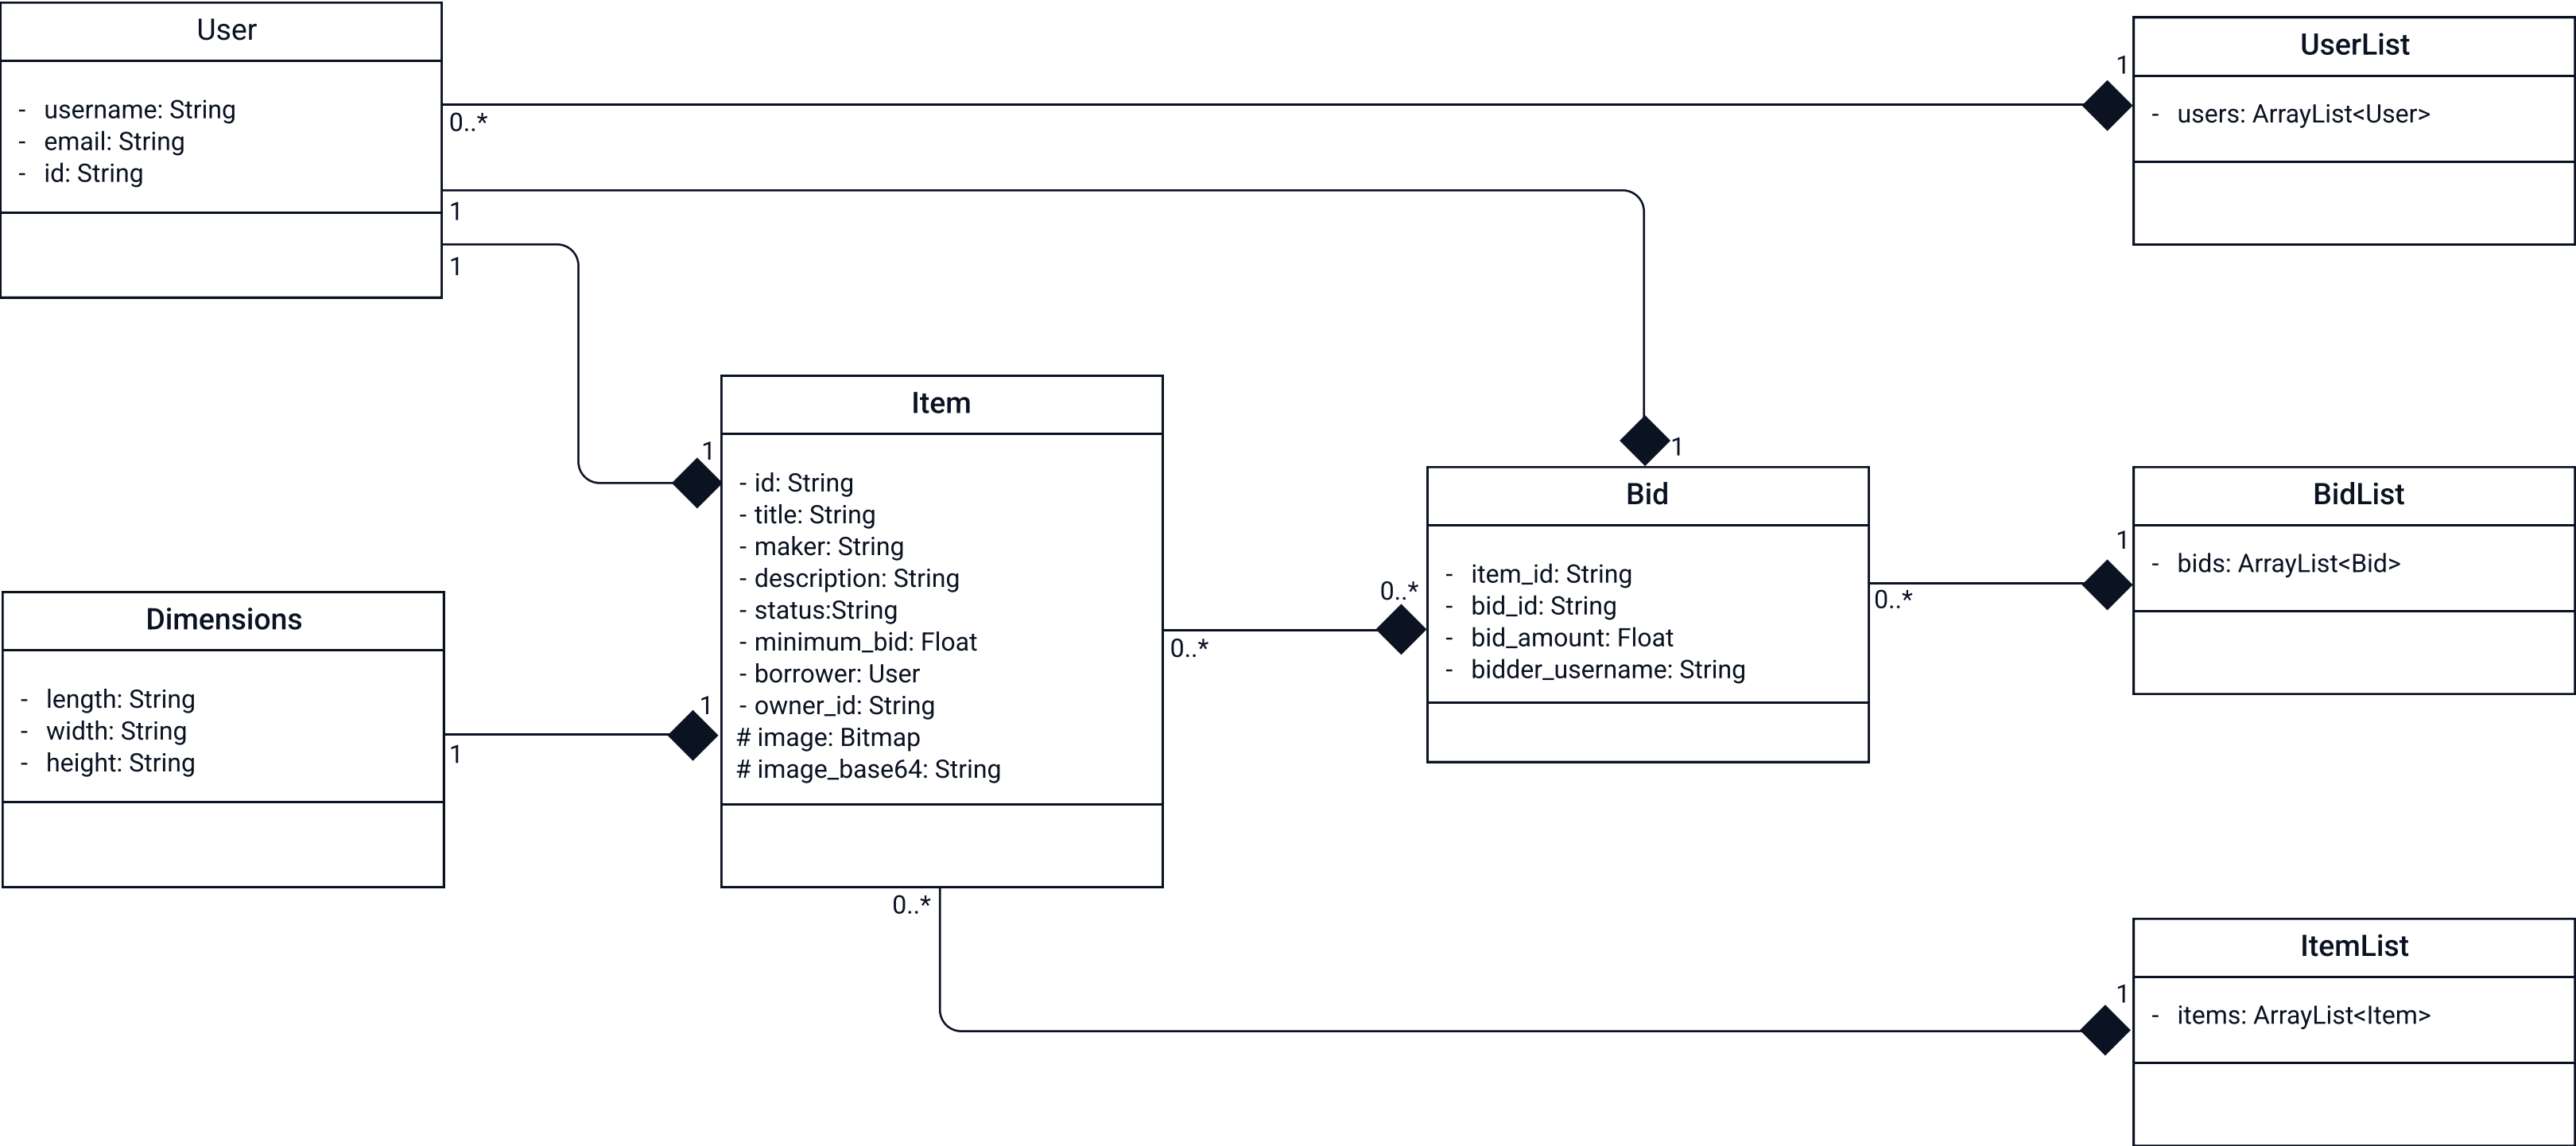 User
- username: String
- email: String
- id: String
0..*
1
1
UserList
1
- users: ArrayList<User>
Item
1
- id: String
- title: String
- maker: String
- description: String
- status:String
- minimum_bid: Float
- borrower: User
- owner_id: String
# image: Bitmap
# image_base64: String
1
0..*
0..*
Dimensions
- length: String
- width: String
- height: String
1
Bid
1
- item_id: String
- bid_id: String
- bid_amount: Float
- bidder_username: String
0..*
0..*
BidList
1
- bids: ArrayList<Bid>
ItemList
1
- items: ArrayList<Item>